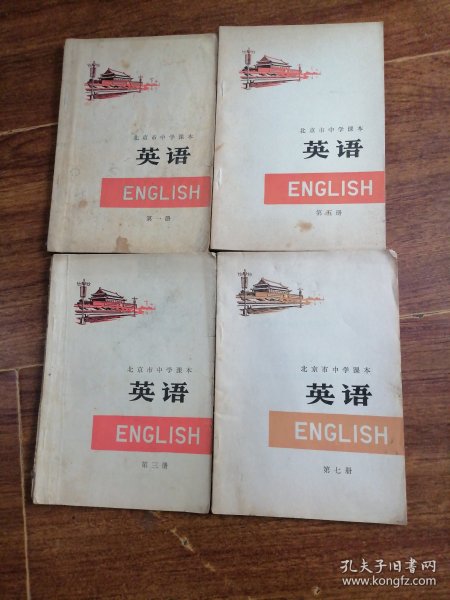 北京市中学课本
英语
ENGLISH
第一册
北京市中学课本
英语
ENGLISH
第五册
北京市中学课本
英语
ENGLISH
第三册
北京市中学课本
英语
ENGLISH
第七册
孔夫子旧书网
www.kongfz.com